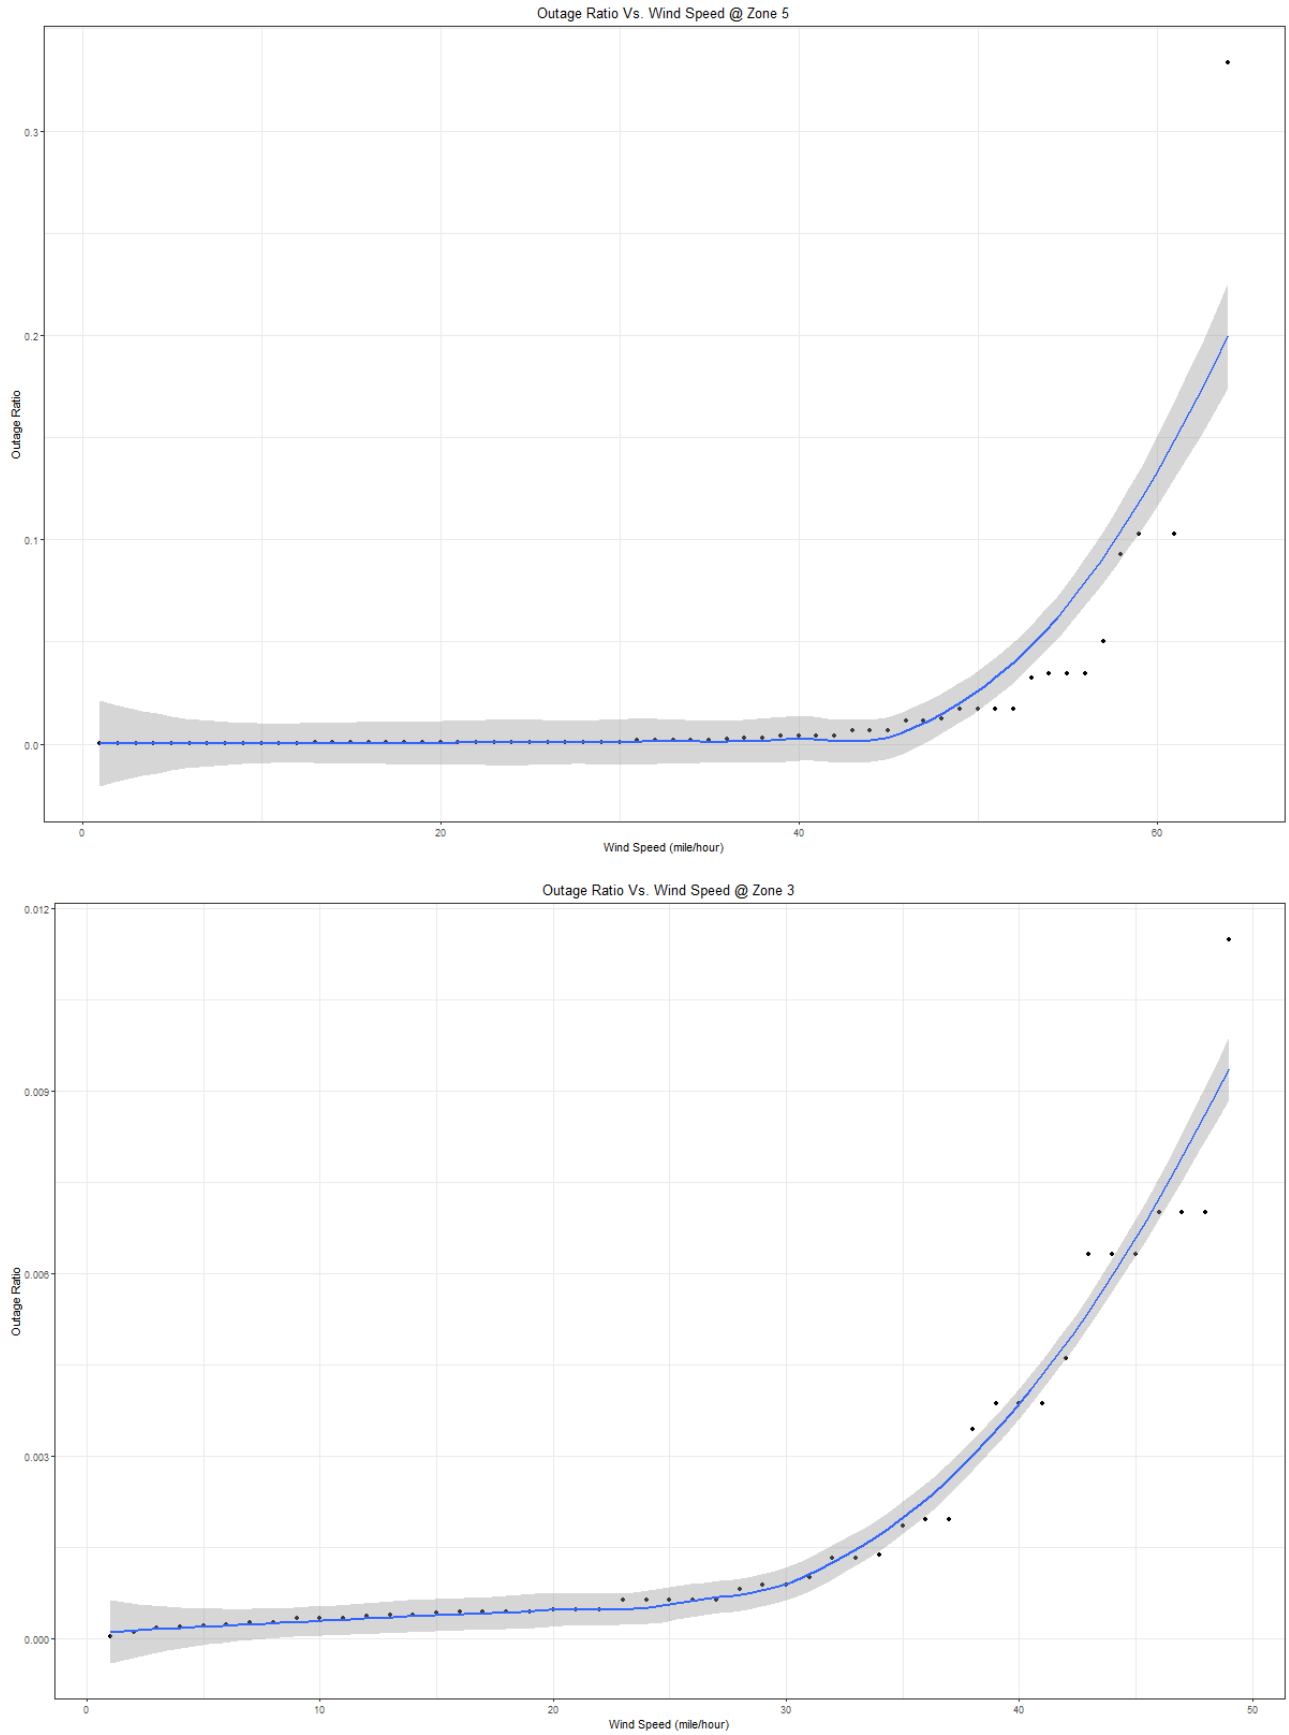 Outage Ratio Vs. Wind Speed @ Zone 5
0.3
0.2
0.1
0.0
Outage Ratio
0 20 40 60
Wind Speed (mile/hour)
Outage Ratio Vs. Wind Speed @ Zone 3
0.012
0.009
0.006
0.003
0.000
Outage Ratio
0 10 20 30 40 50
Wind Speed (mile/hour)